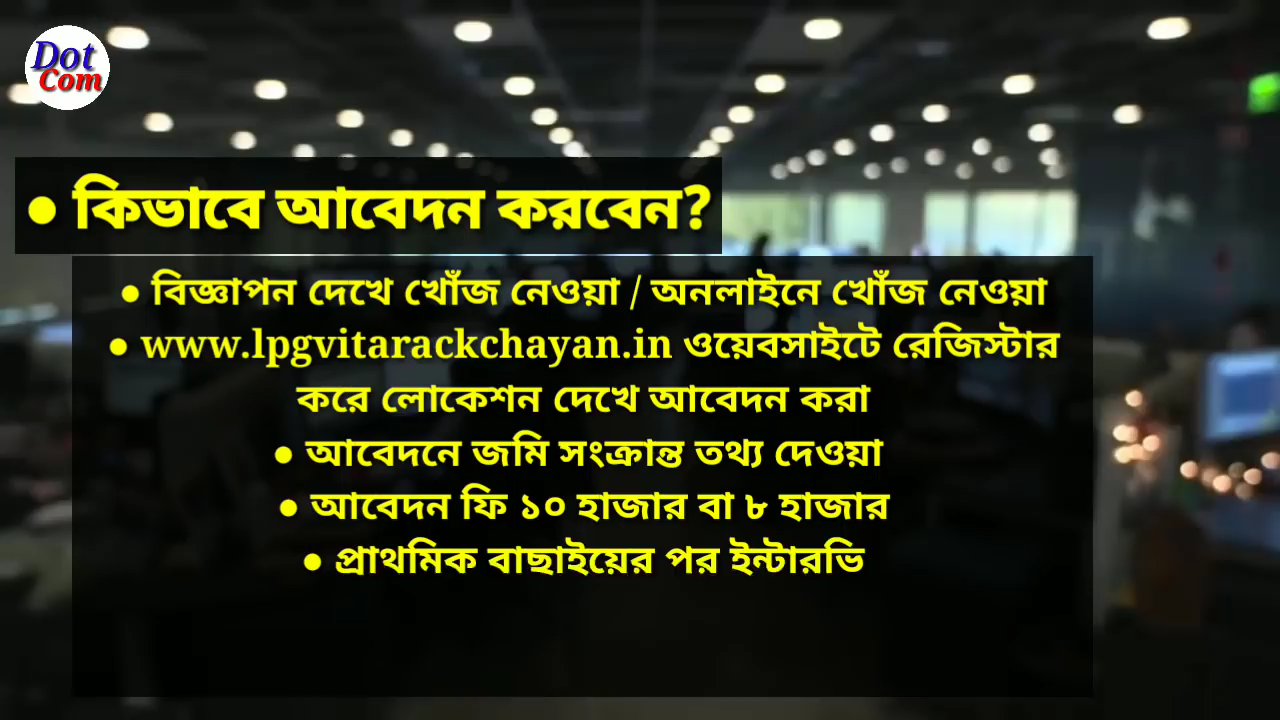 Dot
Com
• কিভাবে আবেদন করবেন?
• বিজ্ঞাপন দেখে খোঁজ নেওয়া / অনলাইনে খোঁজ নেওয়া
• www.lpgvitarackchayan.in ওয়েবসাইটে রেজিস্টার
করে লোকেশন দেখে আবেদন করা
• আবেদনে জমি সংক্রান্ত তথ্য দেওয়া
• আবেদন ফি ১০ হাজার বা ৮ হাজার
• প্রাথমিক বাছাইয়ের পর ইন্টারভি